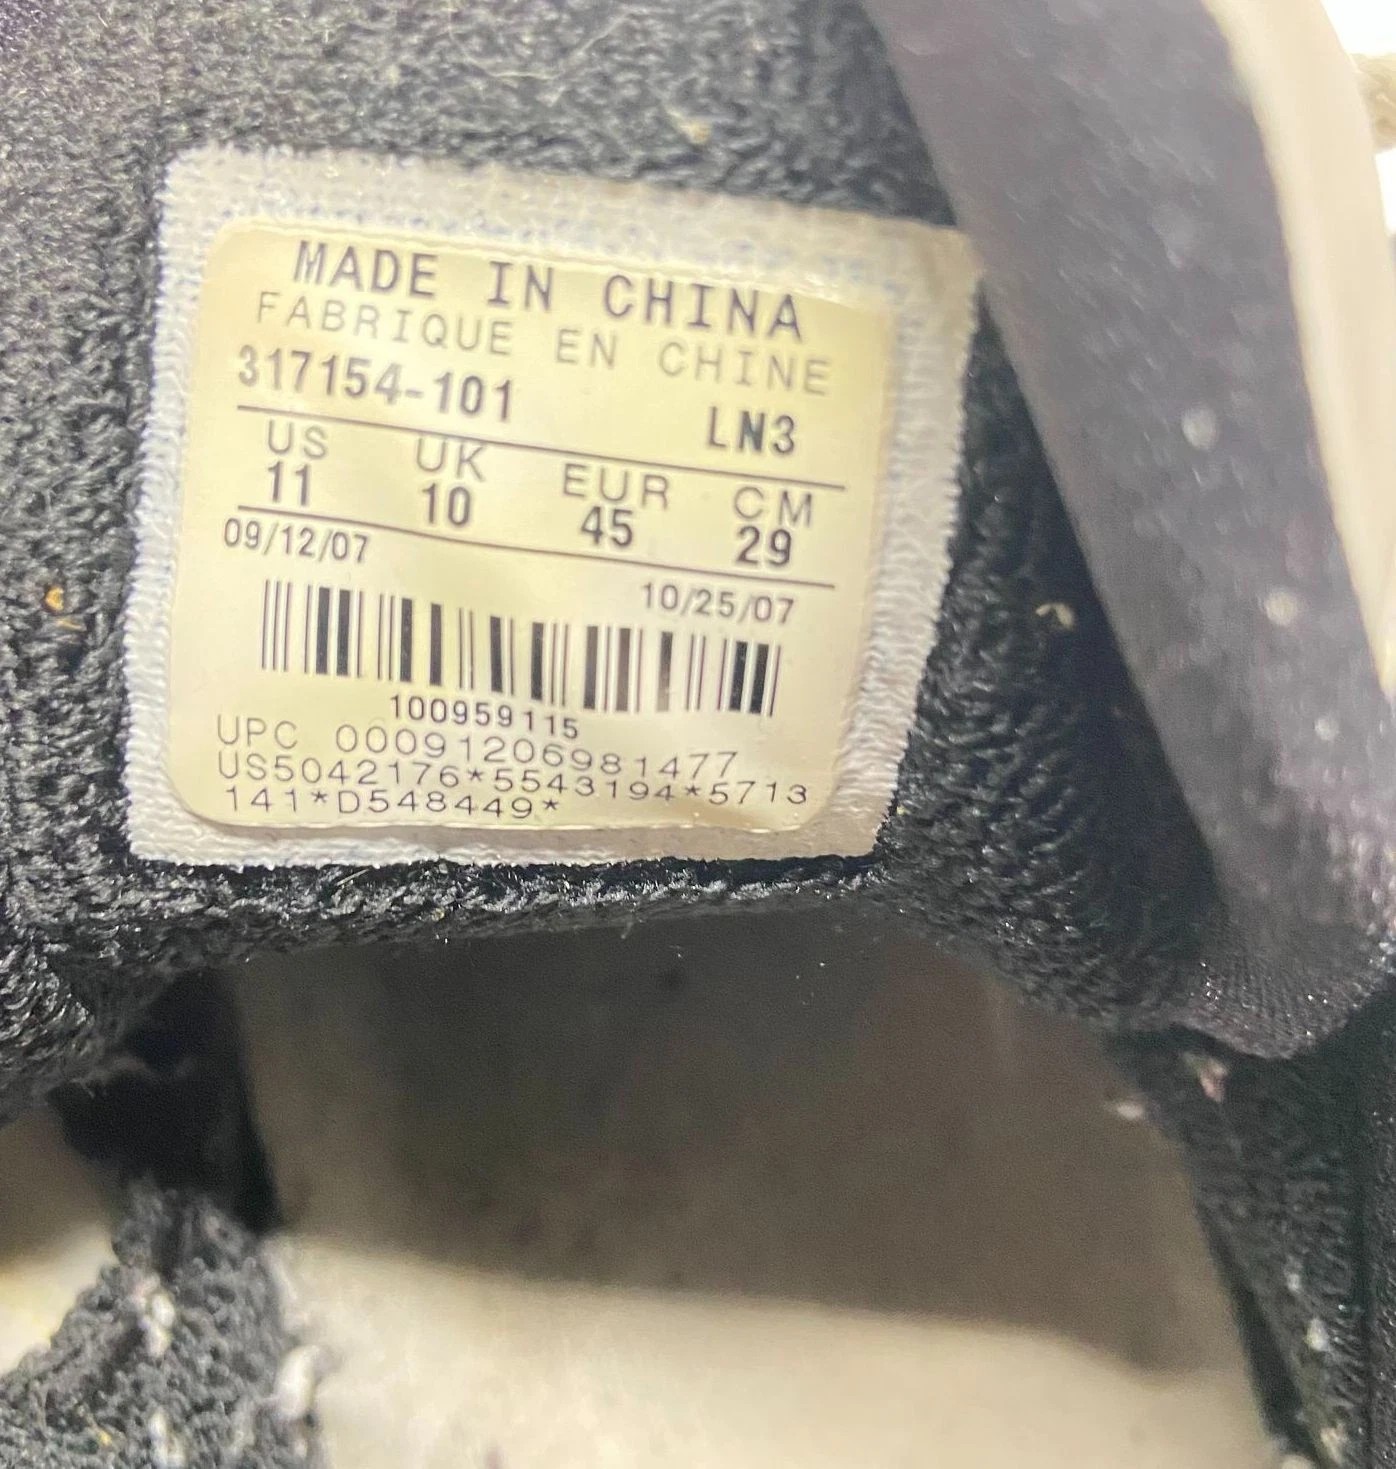 MADE IN CHINA
FABRIQUE EN CHINE
317154-101 LN3
US UK EUR CM
11 10 45 29
09/12/07 10/25/07
100959115
UPC 00091206981477
US5042176*5543194*5713
141*D548449*